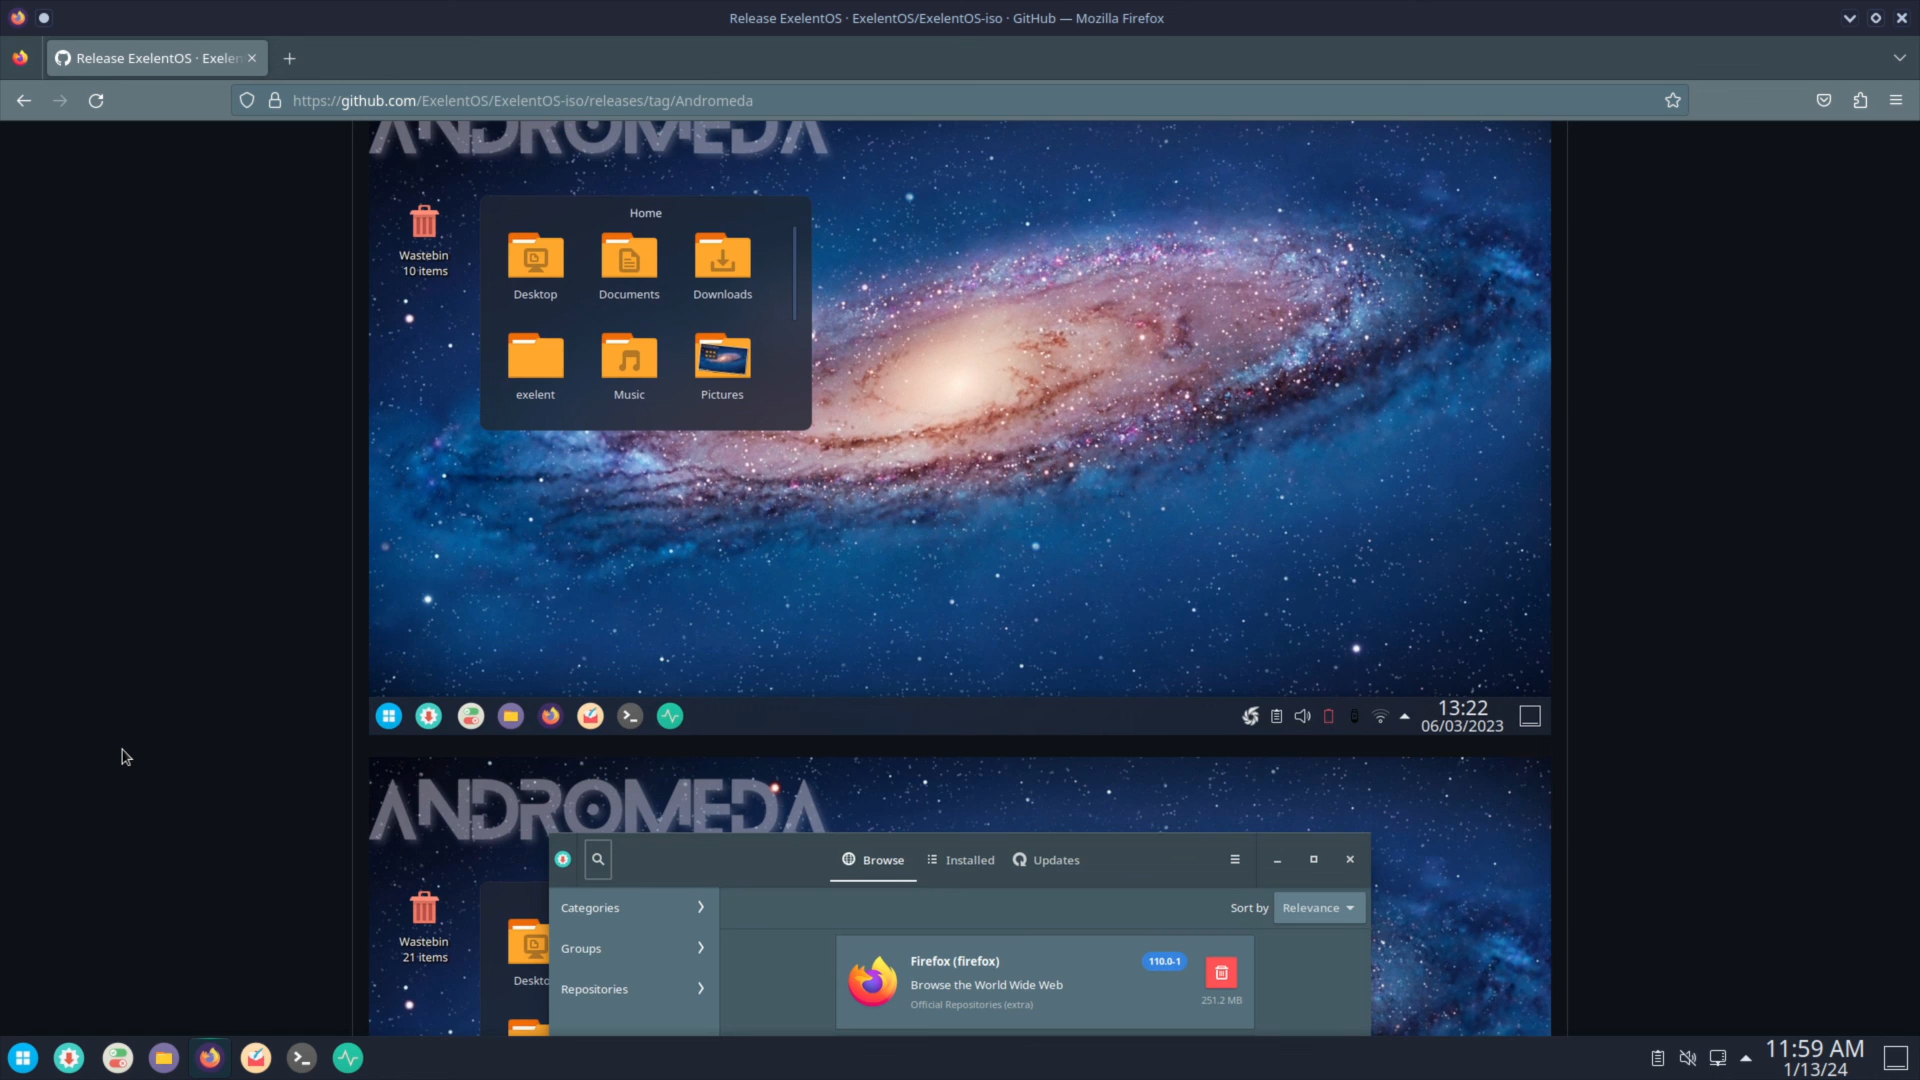 Release ExelentOS · ExelentOS/ExelentOS-iso · GitHub — Mozilla Firefox
Release ExelentOS · Exelen
https://github.com/ExelentOS/ExelentOS-iso/releases/tag/Andromeda
ANDROMEDA
Home
Wastebin
10 items
Desktop Documents Downloads
exelent Music Pictures
13:22
06/03/2023
ANDROMEDA
Browse Installed Updates
Categories
Sort by Relevance
Wastebin
21 items
Groups
Firefox (firefox) 110.0-1
Deskto
Repositories
Browse the World Wide Web
Official Repositories (extra)
251.2 MB
11:59 AM
1/13/24